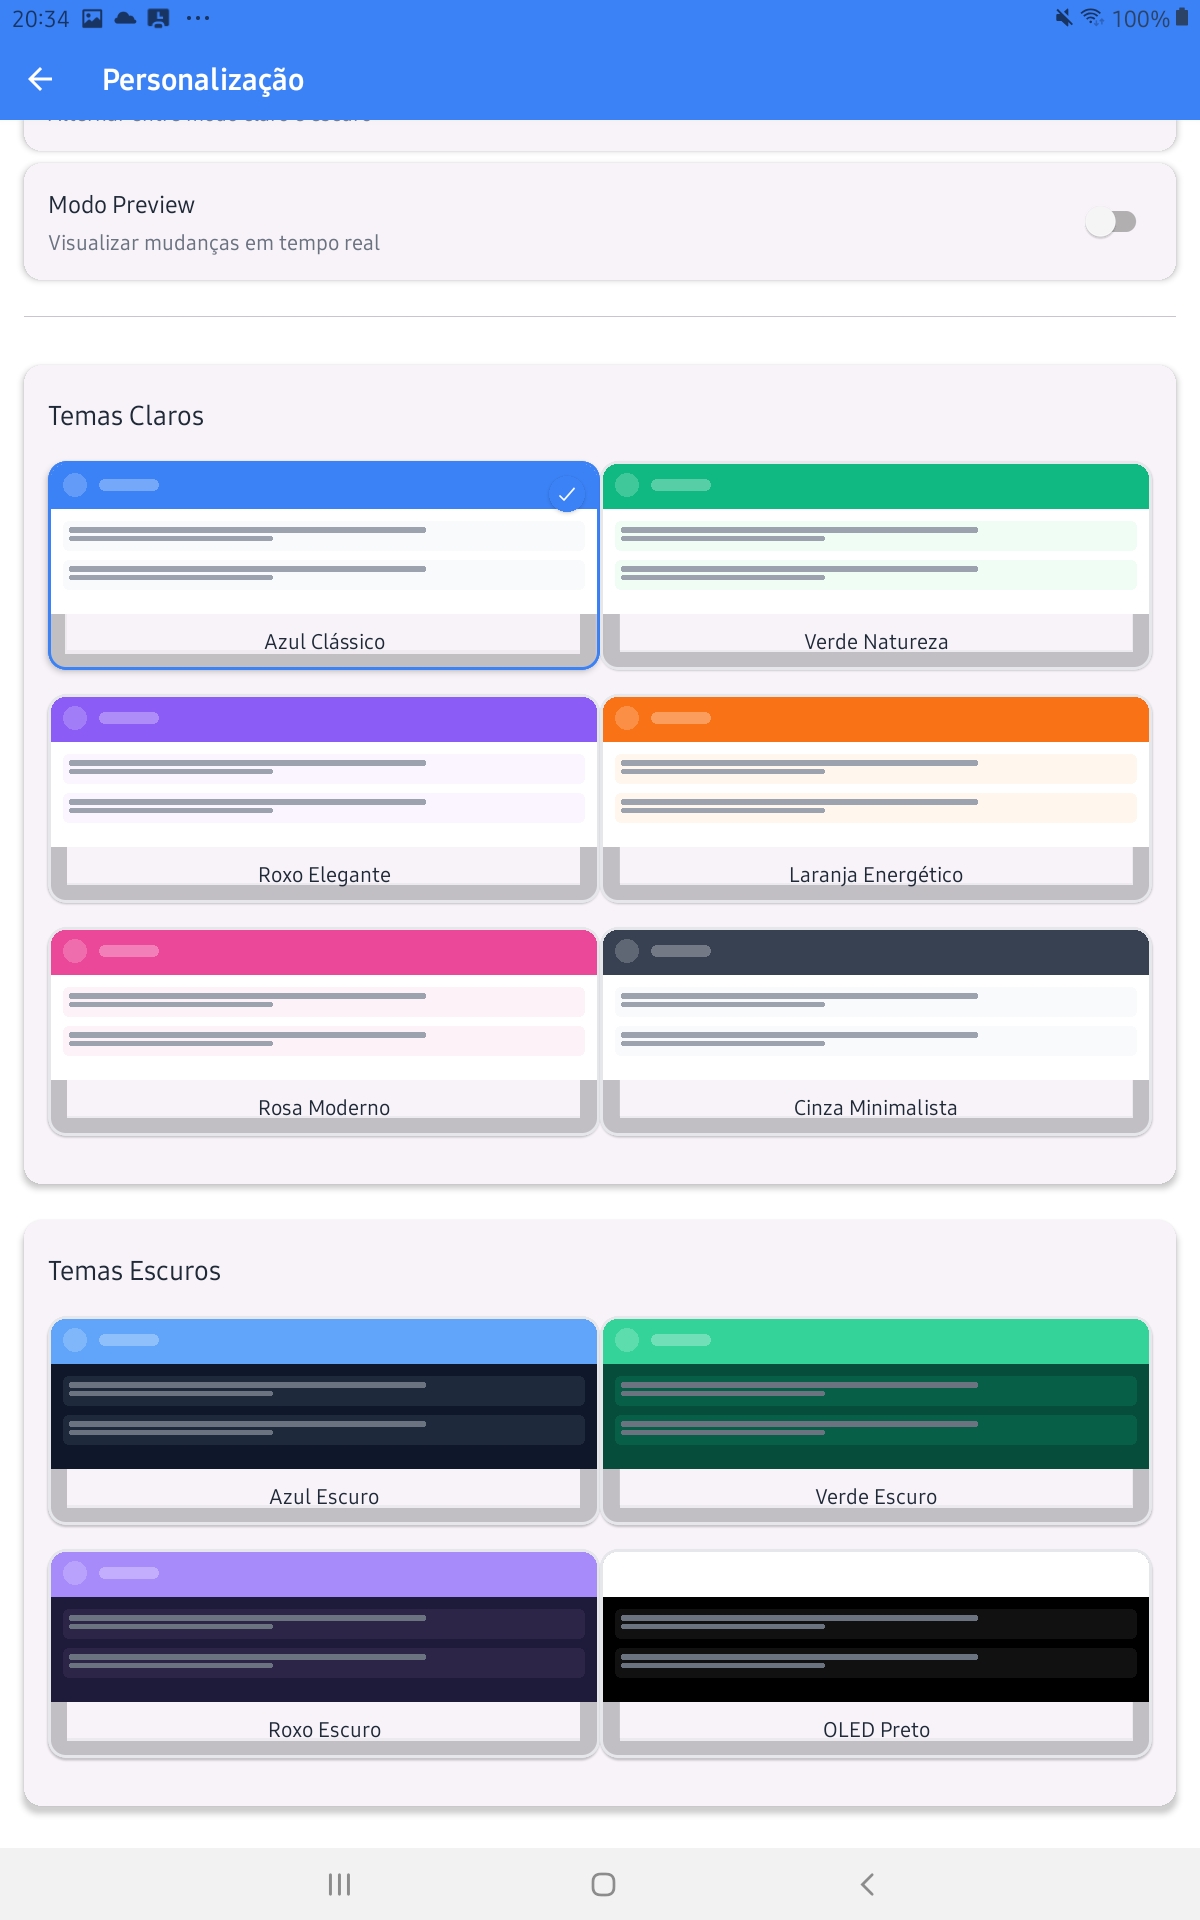 20:34
100%
Personalização
Modo Preview
Visualizar mudanças em tempo real
Temas Claros
Azul Clássico
Verde Natureza
Roxo Elegante
Laranja Energético
Rosa Moderno
Cinza Minimalista
Temas Escuros
Azul Escuro
Verde Escuro
Roxo Escuro
OLED Preto